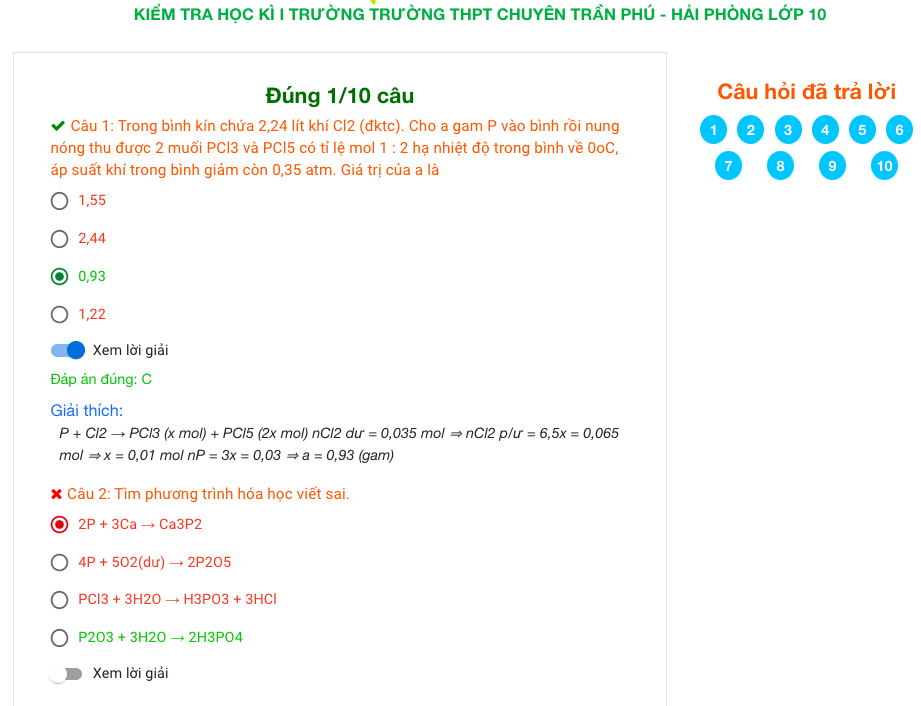 KIỂM TRA HỌC KÌ I TRƯỜNG TRƯỜNG THPT CHUYÊN TRẦN PHÚ - HẢI PHÒNG LỚP 10
Đúng 1/10 câu
Câu 1: Trong bình kín chứa 2,24 lít khí Cl2 (đktc). Cho a gam P vào bình rồi nung
nóng thu được 2 muối PCl3 và PCl5 có tỉ lệ mol 1 : 2 hạ nhiệt độ trong bình về 0oC,
áp suất khí trong bình giảm còn 0,35 atm. Giá trị của a là
1,55
2,44
0,93
1,22
Xem lời giải
Đáp án đúng: C
Giải thích:
P + Cl2 → PCl3 (x mol) + PCl5 (2x mol) nCl2 dư = 0,035 mol ⇒ nCl2 p/ư = 6,5x = 0,065
mol ⇒ x = 0,01 mol nP = 3x = 0,03 ⇒ a = 0,93 (gam)
Câu 2: Tìm phương trình hóa học viết sai.
2P + 3Ca → Ca3P2
4P + 5O2(dư) → 2P2O5
PCl3 + 3H2O → H3PO3 + 3HCl
P2O3 + 3H2O → 2H3PO4
Xem lời giải
Câu hỏi đã trả lời
1 2 3 4 5 6
7 8 9 10